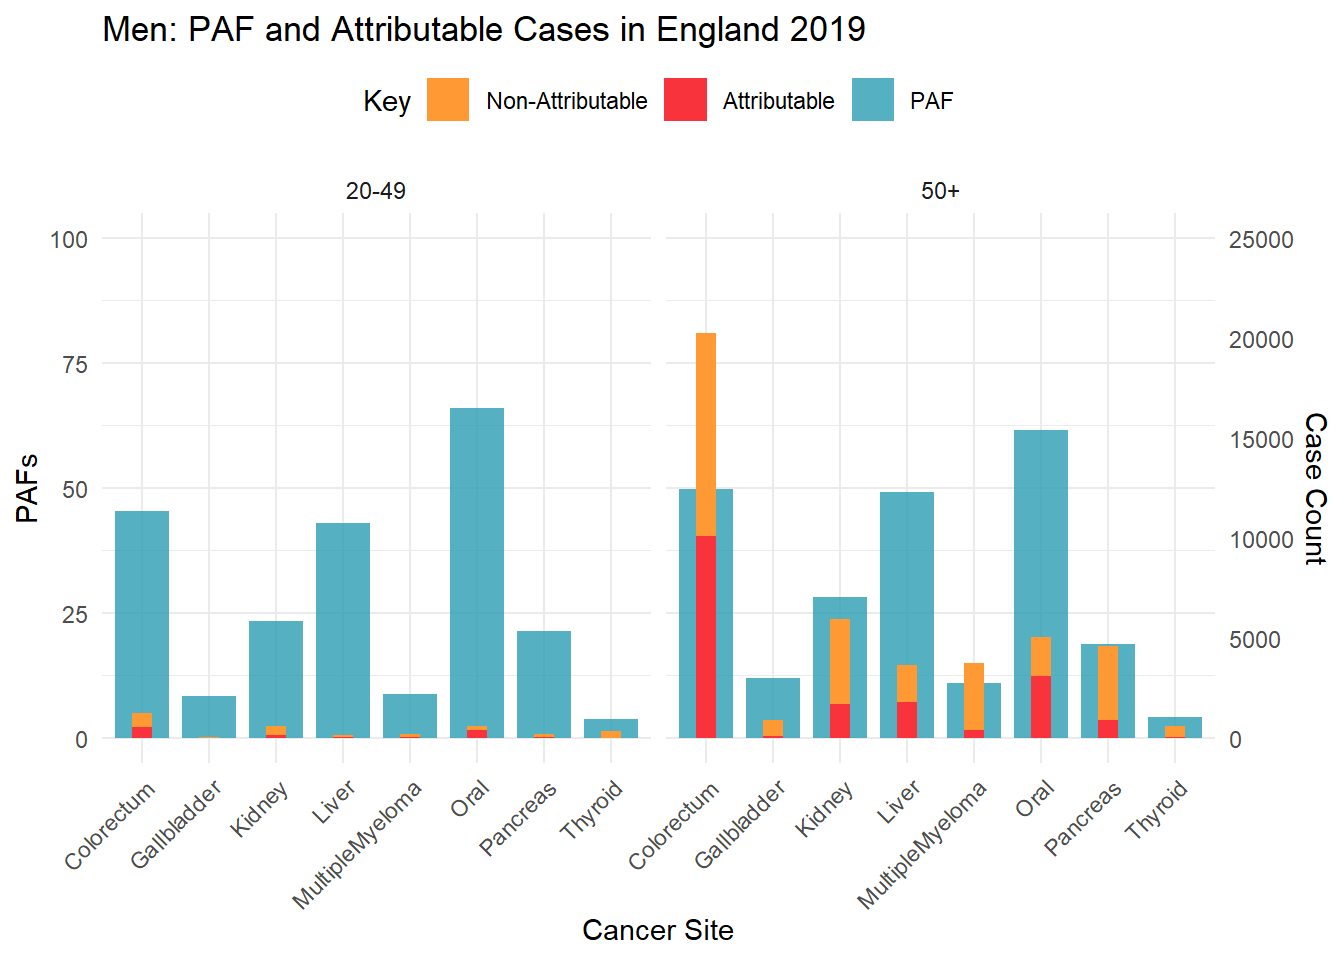 Men: PAF and Attributable Cases in England 2019
Key Non-Attributable Attributable PAF
20-49 50+
100
75
50
25
0
PAFs
25000
20000
15000
10000
5000
0
Case Count
Colorectum Gallbladder Kidney Liver MultipleMyeloma Oral Pancreas Thyroid
Colorectum Gallbladder Kidney Liver MultipleMyeloma Oral Pancreas Thyroid
Cancer Site